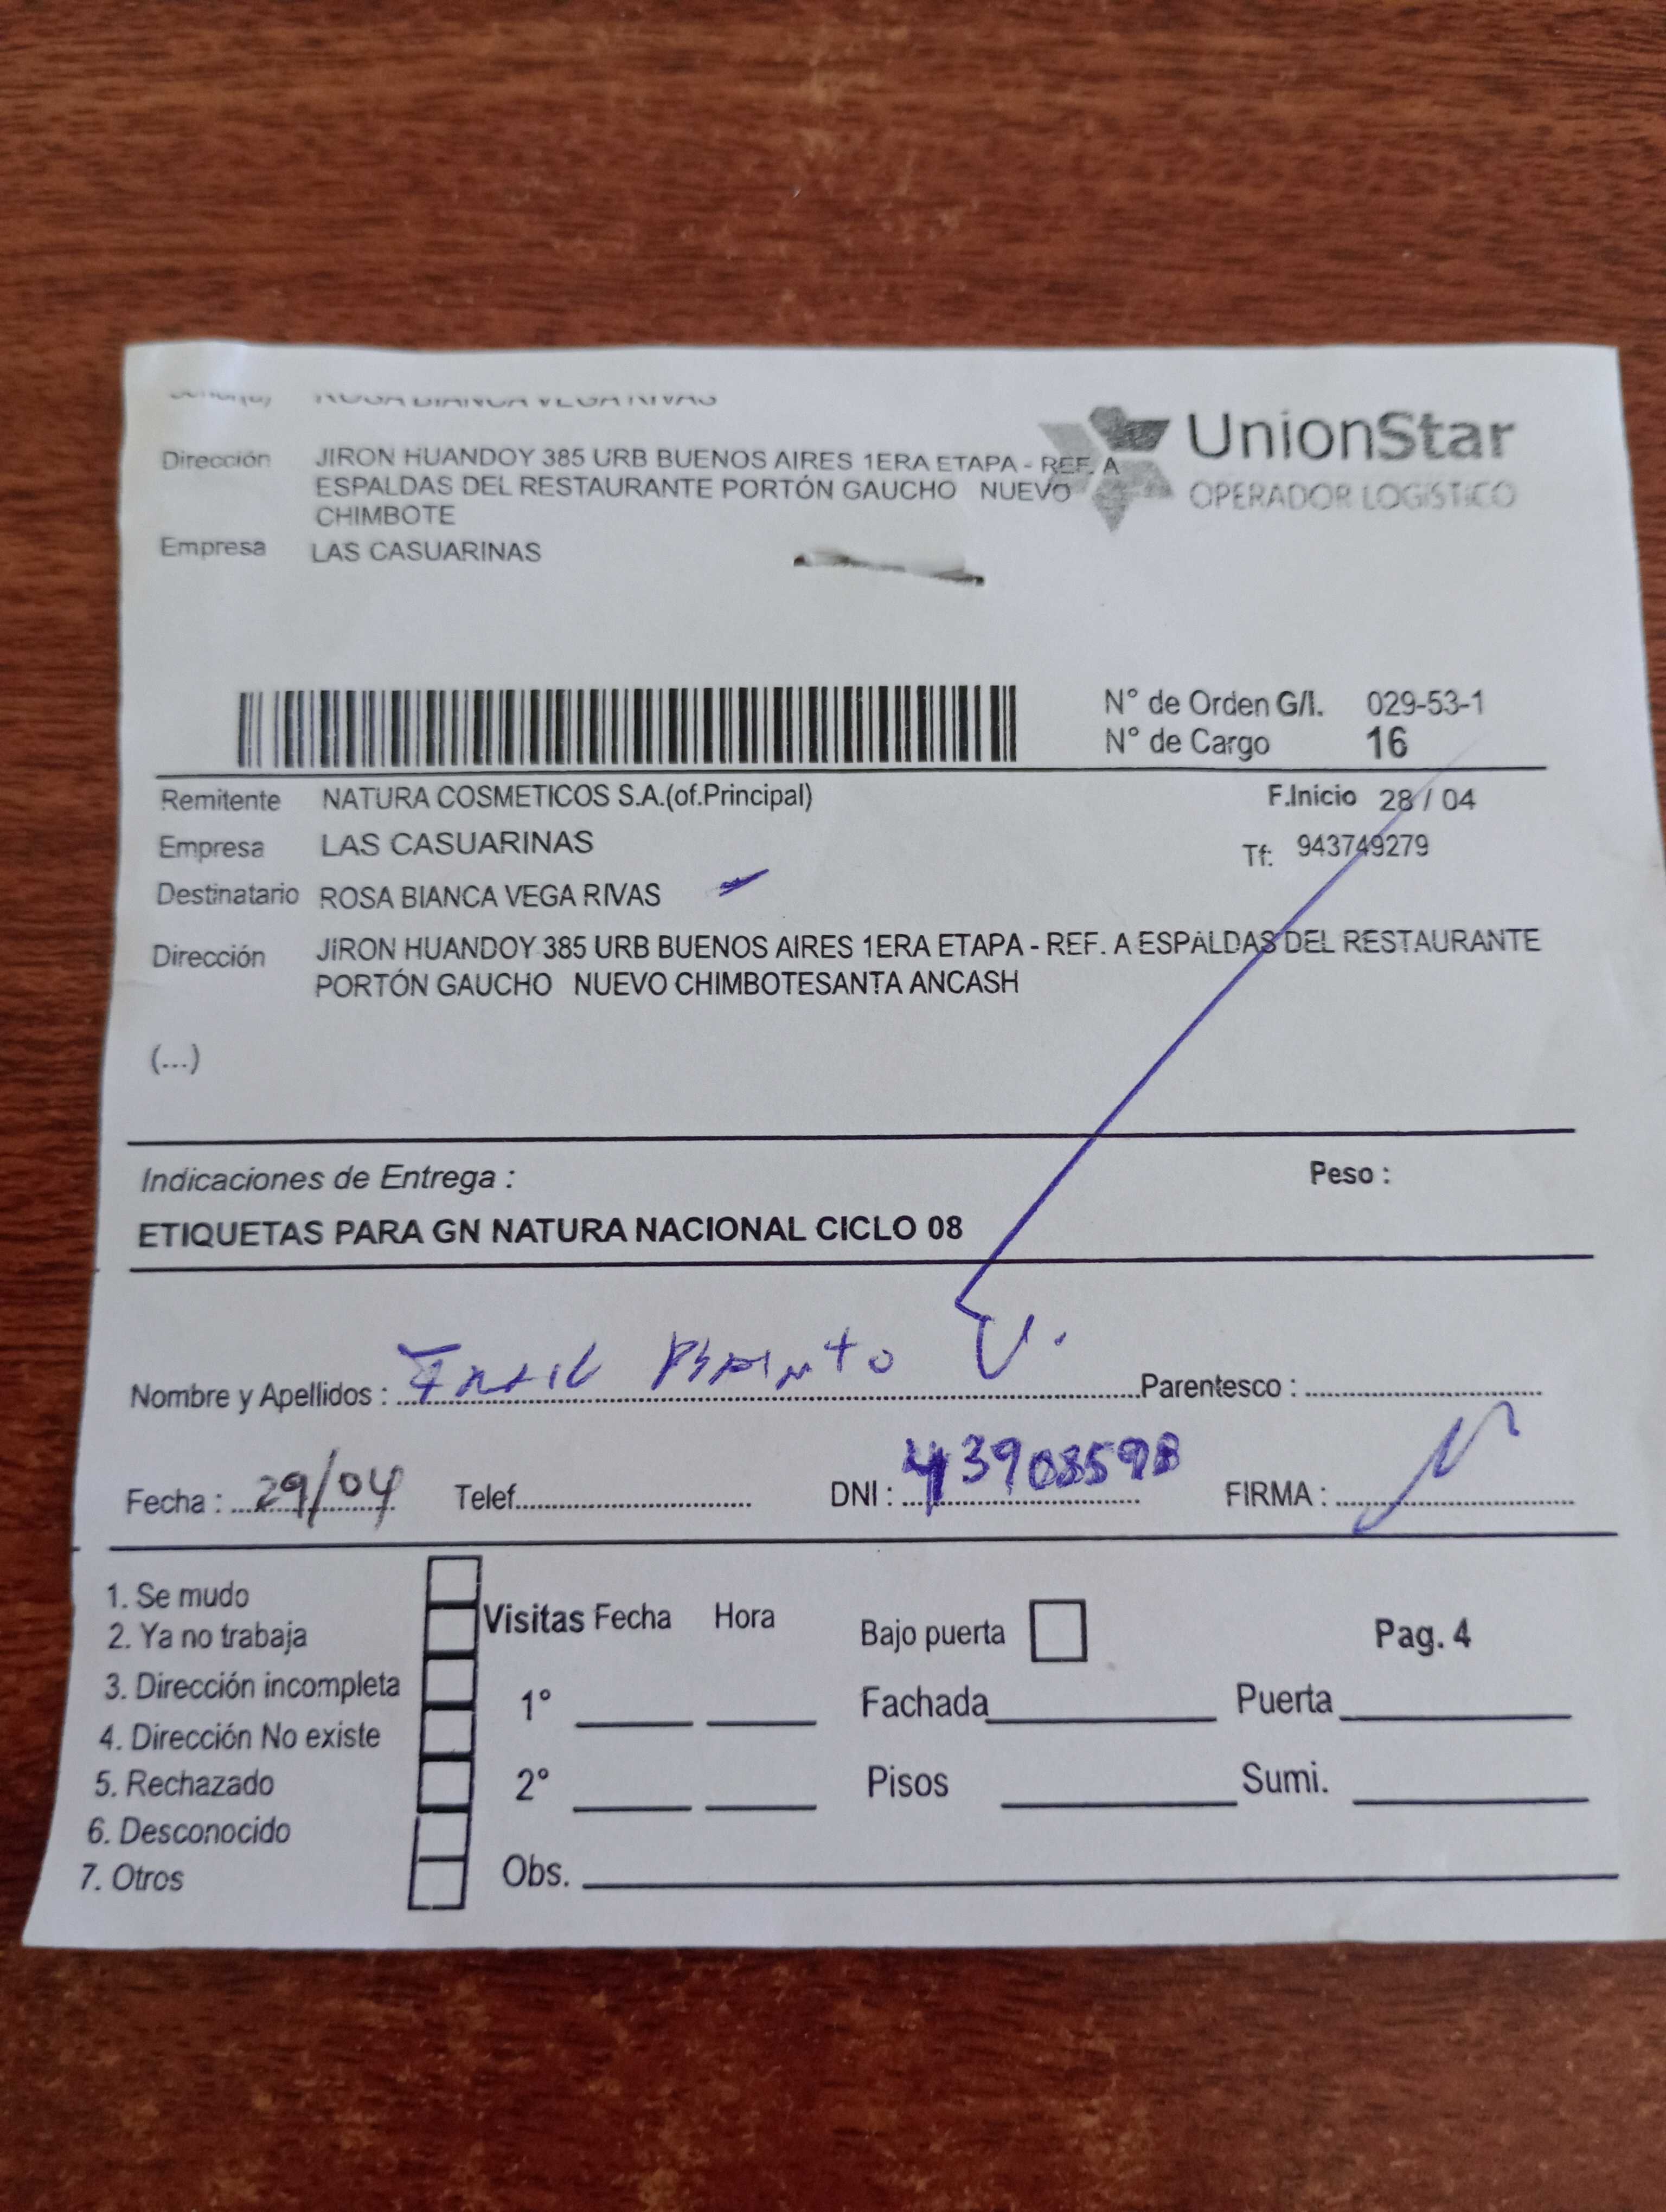 Señor(a) ROSA BIANCA VEGA RIVAS
UnionStar
OPERADOR LOGÍSTICO
Dirección JIRON HUANDOY 385 URB BUENOS AIRES 1ERA ETAPA - REF. A
ESPALDAS DEL RESTAURANTE PORTÓN GAUCHO NUEVO
CHIMBOTE
Empresa LAS CASUARINAS
N° de Orden G/I. 029-53-1
N° de Cargo 16
Remitente NATURA COSMETICOS S.A.(of.Principal) F.Inicio 28 / 04
Empresa LAS CASUARINAS Tf: 943749279
Destinatario ROSA BIANCA VEGA RIVAS
Dirección JIRON HUANDOY 385 URB BUENOS AIRES 1ERA ETAPA - REF. A ESPALDAS DEL RESTAURANTE
PORTÓN GAUCHO NUEVO CHIMBOTESANTA ANCASH
(...)
Indicaciones de Entrega : Peso :
ETIQUETAS PARA GN NATURA NACIONAL CICLO 08
Nombre y Apellidos : V. Parentesco :
Fecha : 29/04 Telef. DNI : 43908598 FIRMA :
1. Se mudo
2. Ya no trabaja
3. Dirección incompleta
4. Dirección No existe
5. Rechazado
6. Desconocido
7. Otros
Visitas Fecha Hora
1°
2°
Obs.
Bajo puerta Pag. 4
Fachada Puerta
Pisos Sumi.